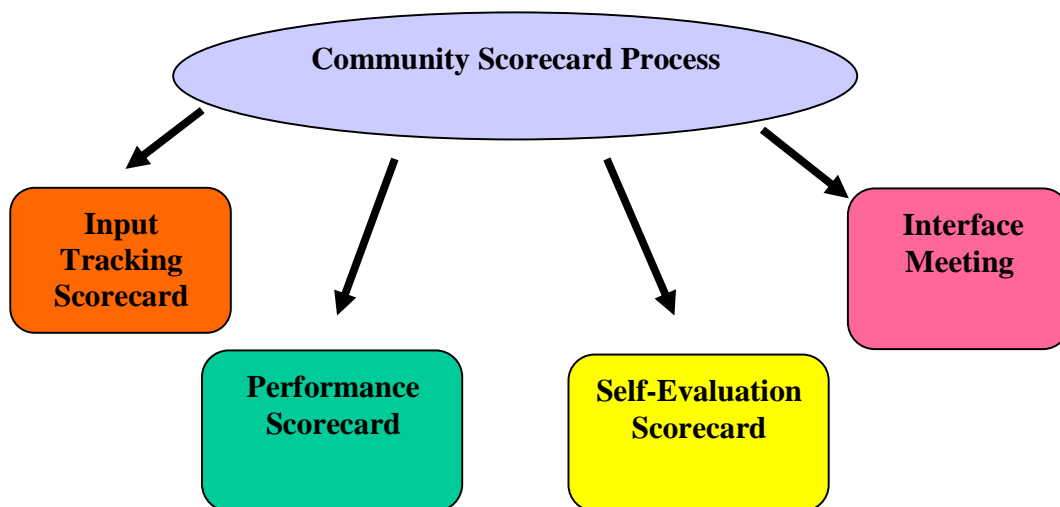 Community Scorecard Process
Input
Tracking
Scorecard
Performance
Scorecard
Self-Evaluation
Scorecard
Interface
Meeting